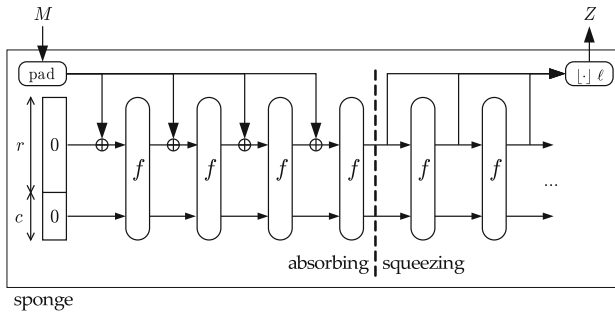 M Z
pad ⌊·⌋ ℓ
r 0 ⊕ ⊕ ⊕ ⊕
f f f f f f
c 0 ...
absorbing squeezing
sponge